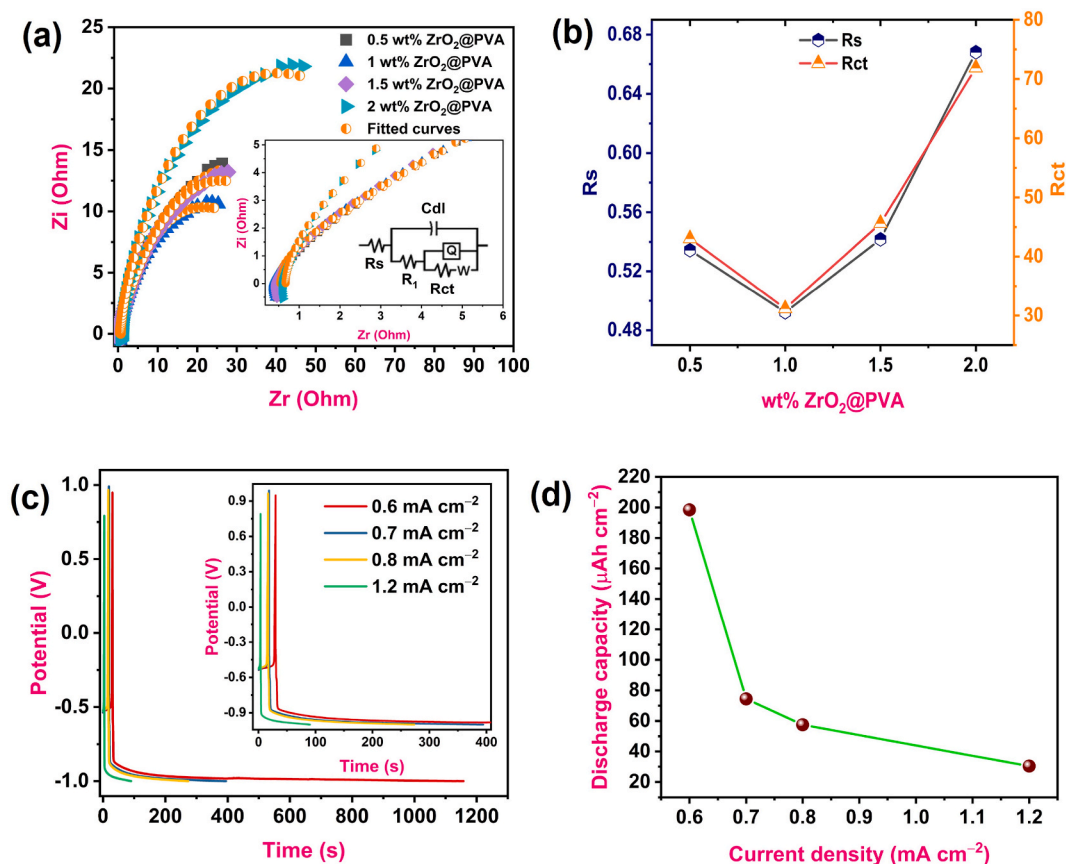 (a)
Zi (Ohm)
25
20
15
10
5
0
0 10 20 30 40 50 60 70 80 90 100
Zr (Ohm)
0.5 wt% ZrO₂@PVA
1 wt% ZrO₂@PVA
1.5 wt% ZrO₂@PVA
2 wt% ZrO₂@PVA
Fitted curves
Zi (Ohm)
5
4
3
2
1
0
1 2 3 4 5 6
Zr (Ohm)
Cdl
Rs
R₁
Q
Rct
W
(b)
Rs
0.68
0.64
0.60
0.56
0.52
0.48
0.5 1.0 1.5 2.0
wt% ZrO₂@PVA
Rs
Rct
80
70
60
50
40
30
Rct
(c)
Potential (V)
1.0
0.5
0.0
-0.5
-1.0
0 200 400 600 800 1000 1200
Time (s)
Potential (V)
0.9
0.6
0.3
0.0
-0.3
-0.6
-0.9
0 100 200 300 400
Time (s)
0.6 mA cm⁻²
0.7 mA cm⁻²
0.8 mA cm⁻²
1.2 mA cm⁻²
(d)
Discharge capacity (μAh cm⁻²)
220
200
180
160
140
120
100
80
60
40
20
0.6 0.7 0.8 0.9 1.0 1.1 1.2
Current density (mA cm⁻²)